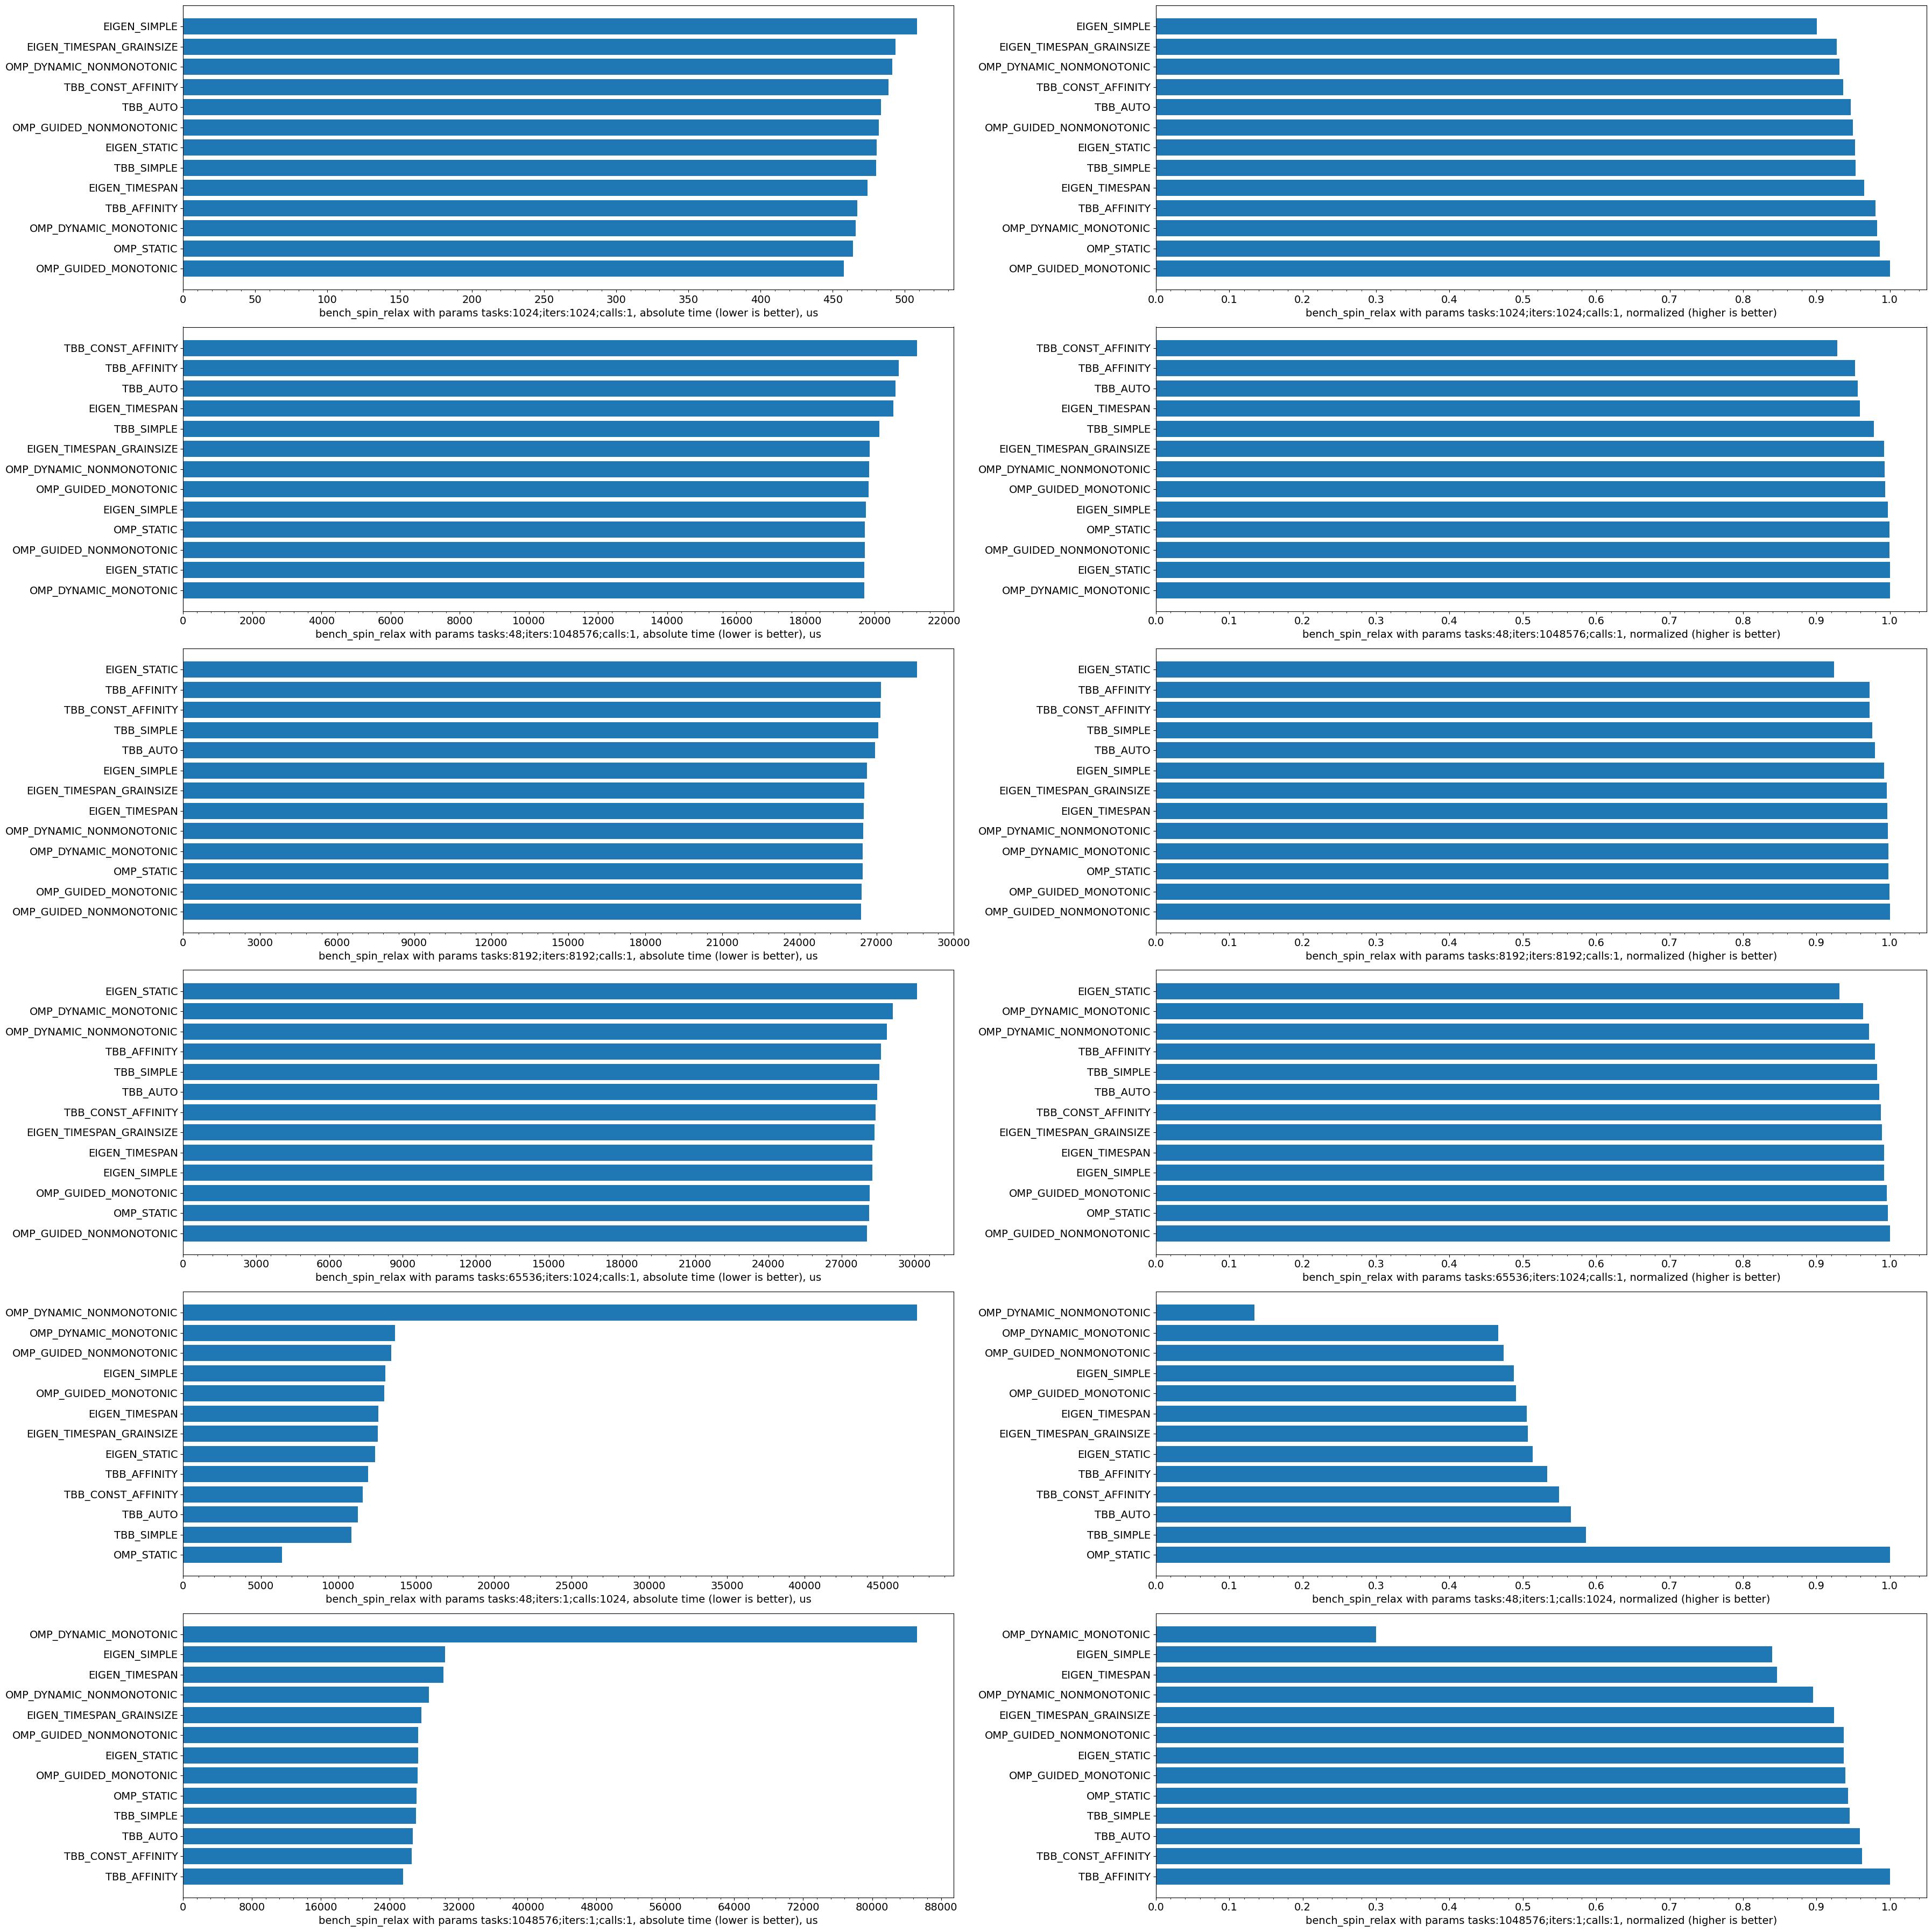 EIGEN_SIMPLE
EIGEN_TIMESPAN_GRAINSIZE
OMP_DYNAMIC_NONMONOTONIC
TBB_CONST_AFFINITY
TBB_AUTO
OMP_GUIDED_NONMONOTONIC
EIGEN_STATIC
TBB_SIMPLE
EIGEN_TIMESPAN
TBB_AFFINITY
OMP_DYNAMIC_MONOTONIC
OMP_STATIC
OMP_GUIDED_MONOTONIC
0 50 100 150 200 250 300 350 400 450 500
bench_spin_relax with params tasks:1024;iters:1024;calls:1, absolute time (lower is better), us
EIGEN_SIMPLE
EIGEN_TIMESPAN_GRAINSIZE
OMP_DYNAMIC_NONMONOTONIC
TBB_CONST_AFFINITY
TBB_AUTO
OMP_GUIDED_NONMONOTONIC
EIGEN_STATIC
TBB_SIMPLE
EIGEN_TIMESPAN
TBB_AFFINITY
OMP_DYNAMIC_MONOTONIC
OMP_STATIC
OMP_GUIDED_MONOTONIC
0.0 0.1 0.2 0.3 0.4 0.5 0.6 0.7 0.8 0.9 1.0
bench_spin_relax with params tasks:1024;iters:1024;calls:1, normalized (higher is better)
TBB_CONST_AFFINITY
TBB_AFFINITY
TBB_AUTO
EIGEN_TIMESPAN
TBB_SIMPLE
EIGEN_TIMESPAN_GRAINSIZE
OMP_DYNAMIC_NONMONOTONIC
OMP_GUIDED_MONOTONIC
EIGEN_SIMPLE
OMP_STATIC
OMP_GUIDED_NONMONOTONIC
EIGEN_STATIC
OMP_DYNAMIC_MONOTONIC
0 2000 4000 6000 8000 10000 12000 14000 16000 18000 20000 22000
bench_spin_relax with params tasks:48;iters:1048576;calls:1, absolute time (lower is better), us
TBB_CONST_AFFINITY
TBB_AFFINITY
TBB_AUTO
EIGEN_TIMESPAN
TBB_SIMPLE
EIGEN_TIMESPAN_GRAINSIZE
OMP_DYNAMIC_NONMONOTONIC
OMP_GUIDED_MONOTONIC
EIGEN_SIMPLE
OMP_STATIC
OMP_GUIDED_NONMONOTONIC
EIGEN_STATIC
OMP_DYNAMIC_MONOTONIC
0.0 0.1 0.2 0.3 0.4 0.5 0.6 0.7 0.8 0.9 1.0
bench_spin_relax with params tasks:48;iters:1048576;calls:1, normalized (higher is better)
EIGEN_STATIC
TBB_AFFINITY
TBB_CONST_AFFINITY
TBB_SIMPLE
TBB_AUTO
EIGEN_SIMPLE
EIGEN_TIMESPAN_GRAINSIZE
EIGEN_TIMESPAN
OMP_DYNAMIC_NONMONOTONIC
OMP_DYNAMIC_MONOTONIC
OMP_STATIC
OMP_GUIDED_MONOTONIC
OMP_GUIDED_NONMONOTONIC
0 3000 6000 9000 12000 15000 18000 21000 24000 27000 30000
bench_spin_relax with params tasks:8192;iters:8192;calls:1, absolute time (lower is better), us
EIGEN_STATIC
TBB_AFFINITY
TBB_CONST_AFFINITY
TBB_SIMPLE
TBB_AUTO
EIGEN_SIMPLE
EIGEN_TIMESPAN_GRAINSIZE
EIGEN_TIMESPAN
OMP_DYNAMIC_NONMONOTONIC
OMP_DYNAMIC_MONOTONIC
OMP_STATIC
OMP_GUIDED_MONOTONIC
OMP_GUIDED_NONMONOTONIC
0.0 0.1 0.2 0.3 0.4 0.5 0.6 0.7 0.8 0.9 1.0
bench_spin_relax with params tasks:8192;iters:8192;calls:1, normalized (higher is better)
EIGEN_STATIC
OMP_DYNAMIC_MONOTONIC
OMP_DYNAMIC_NONMONOTONIC
TBB_AFFINITY
TBB_SIMPLE
TBB_AUTO
TBB_CONST_AFFINITY
EIGEN_TIMESPAN_GRAINSIZE
EIGEN_TIMESPAN
EIGEN_SIMPLE
OMP_GUIDED_MONOTONIC
OMP_STATIC
OMP_GUIDED_NONMONOTONIC
0 3000 6000 9000 12000 15000 18000 21000 24000 27000 30000
bench_spin_relax with params tasks:65536;iters:1024;calls:1, absolute time (lower is better), us
EIGEN_STATIC
OMP_DYNAMIC_MONOTONIC
OMP_DYNAMIC_NONMONOTONIC
TBB_AFFINITY
TBB_SIMPLE
TBB_AUTO
TBB_CONST_AFFINITY
EIGEN_TIMESPAN_GRAINSIZE
EIGEN_TIMESPAN
EIGEN_SIMPLE
OMP_GUIDED_MONOTONIC
OMP_STATIC
OMP_GUIDED_NONMONOTONIC
0.0 0.1 0.2 0.3 0.4 0.5 0.6 0.7 0.8 0.9 1.0
bench_spin_relax with params tasks:65536;iters:1024;calls:1, normalized (higher is better)
OMP_DYNAMIC_NONMONOTONIC
OMP_DYNAMIC_MONOTONIC
OMP_GUIDED_NONMONOTONIC
EIGEN_SIMPLE
OMP_GUIDED_MONOTONIC
EIGEN_TIMESPAN
EIGEN_TIMESPAN_GRAINSIZE
EIGEN_STATIC
TBB_AFFINITY
TBB_CONST_AFFINITY
TBB_AUTO
TBB_SIMPLE
OMP_STATIC
0 5000 10000 15000 20000 25000 30000 35000 40000 45000
bench_spin_relax with params tasks:48;iters:1;calls:1024, absolute time (lower is better), us
OMP_DYNAMIC_NONMONOTONIC
OMP_DYNAMIC_MONOTONIC
OMP_GUIDED_NONMONOTONIC
EIGEN_SIMPLE
OMP_GUIDED_MONOTONIC
EIGEN_TIMESPAN
EIGEN_TIMESPAN_GRAINSIZE
EIGEN_STATIC
TBB_AFFINITY
TBB_CONST_AFFINITY
TBB_AUTO
TBB_SIMPLE
OMP_STATIC
0.0 0.1 0.2 0.3 0.4 0.5 0.6 0.7 0.8 0.9 1.0
bench_spin_relax with params tasks:48;iters:1;calls:1024, normalized (higher is better)
OMP_DYNAMIC_MONOTONIC
EIGEN_SIMPLE
EIGEN_TIMESPAN
OMP_DYNAMIC_NONMONOTONIC
EIGEN_TIMESPAN_GRAINSIZE
OMP_GUIDED_NONMONOTONIC
EIGEN_STATIC
OMP_GUIDED_MONOTONIC
OMP_STATIC
TBB_SIMPLE
TBB_AUTO
TBB_CONST_AFFINITY
TBB_AFFINITY
0 8000 16000 24000 32000 40000 48000 56000 64000 72000 80000 88000
bench_spin_relax with params tasks:1048576;iters:1;calls:1, absolute time (lower is better), us
OMP_DYNAMIC_MONOTONIC
EIGEN_SIMPLE
EIGEN_TIMESPAN
OMP_DYNAMIC_NONMONOTONIC
EIGEN_TIMESPAN_GRAINSIZE
OMP_GUIDED_NONMONOTONIC
EIGEN_STATIC
OMP_GUIDED_MONOTONIC
OMP_STATIC
TBB_SIMPLE
TBB_AUTO
TBB_CONST_AFFINITY
TBB_AFFINITY
0.0 0.1 0.2 0.3 0.4 0.5 0.6 0.7 0.8 0.9 1.0
bench_spin_relax with params tasks:1048576;iters:1;calls:1, normalized (higher is better)